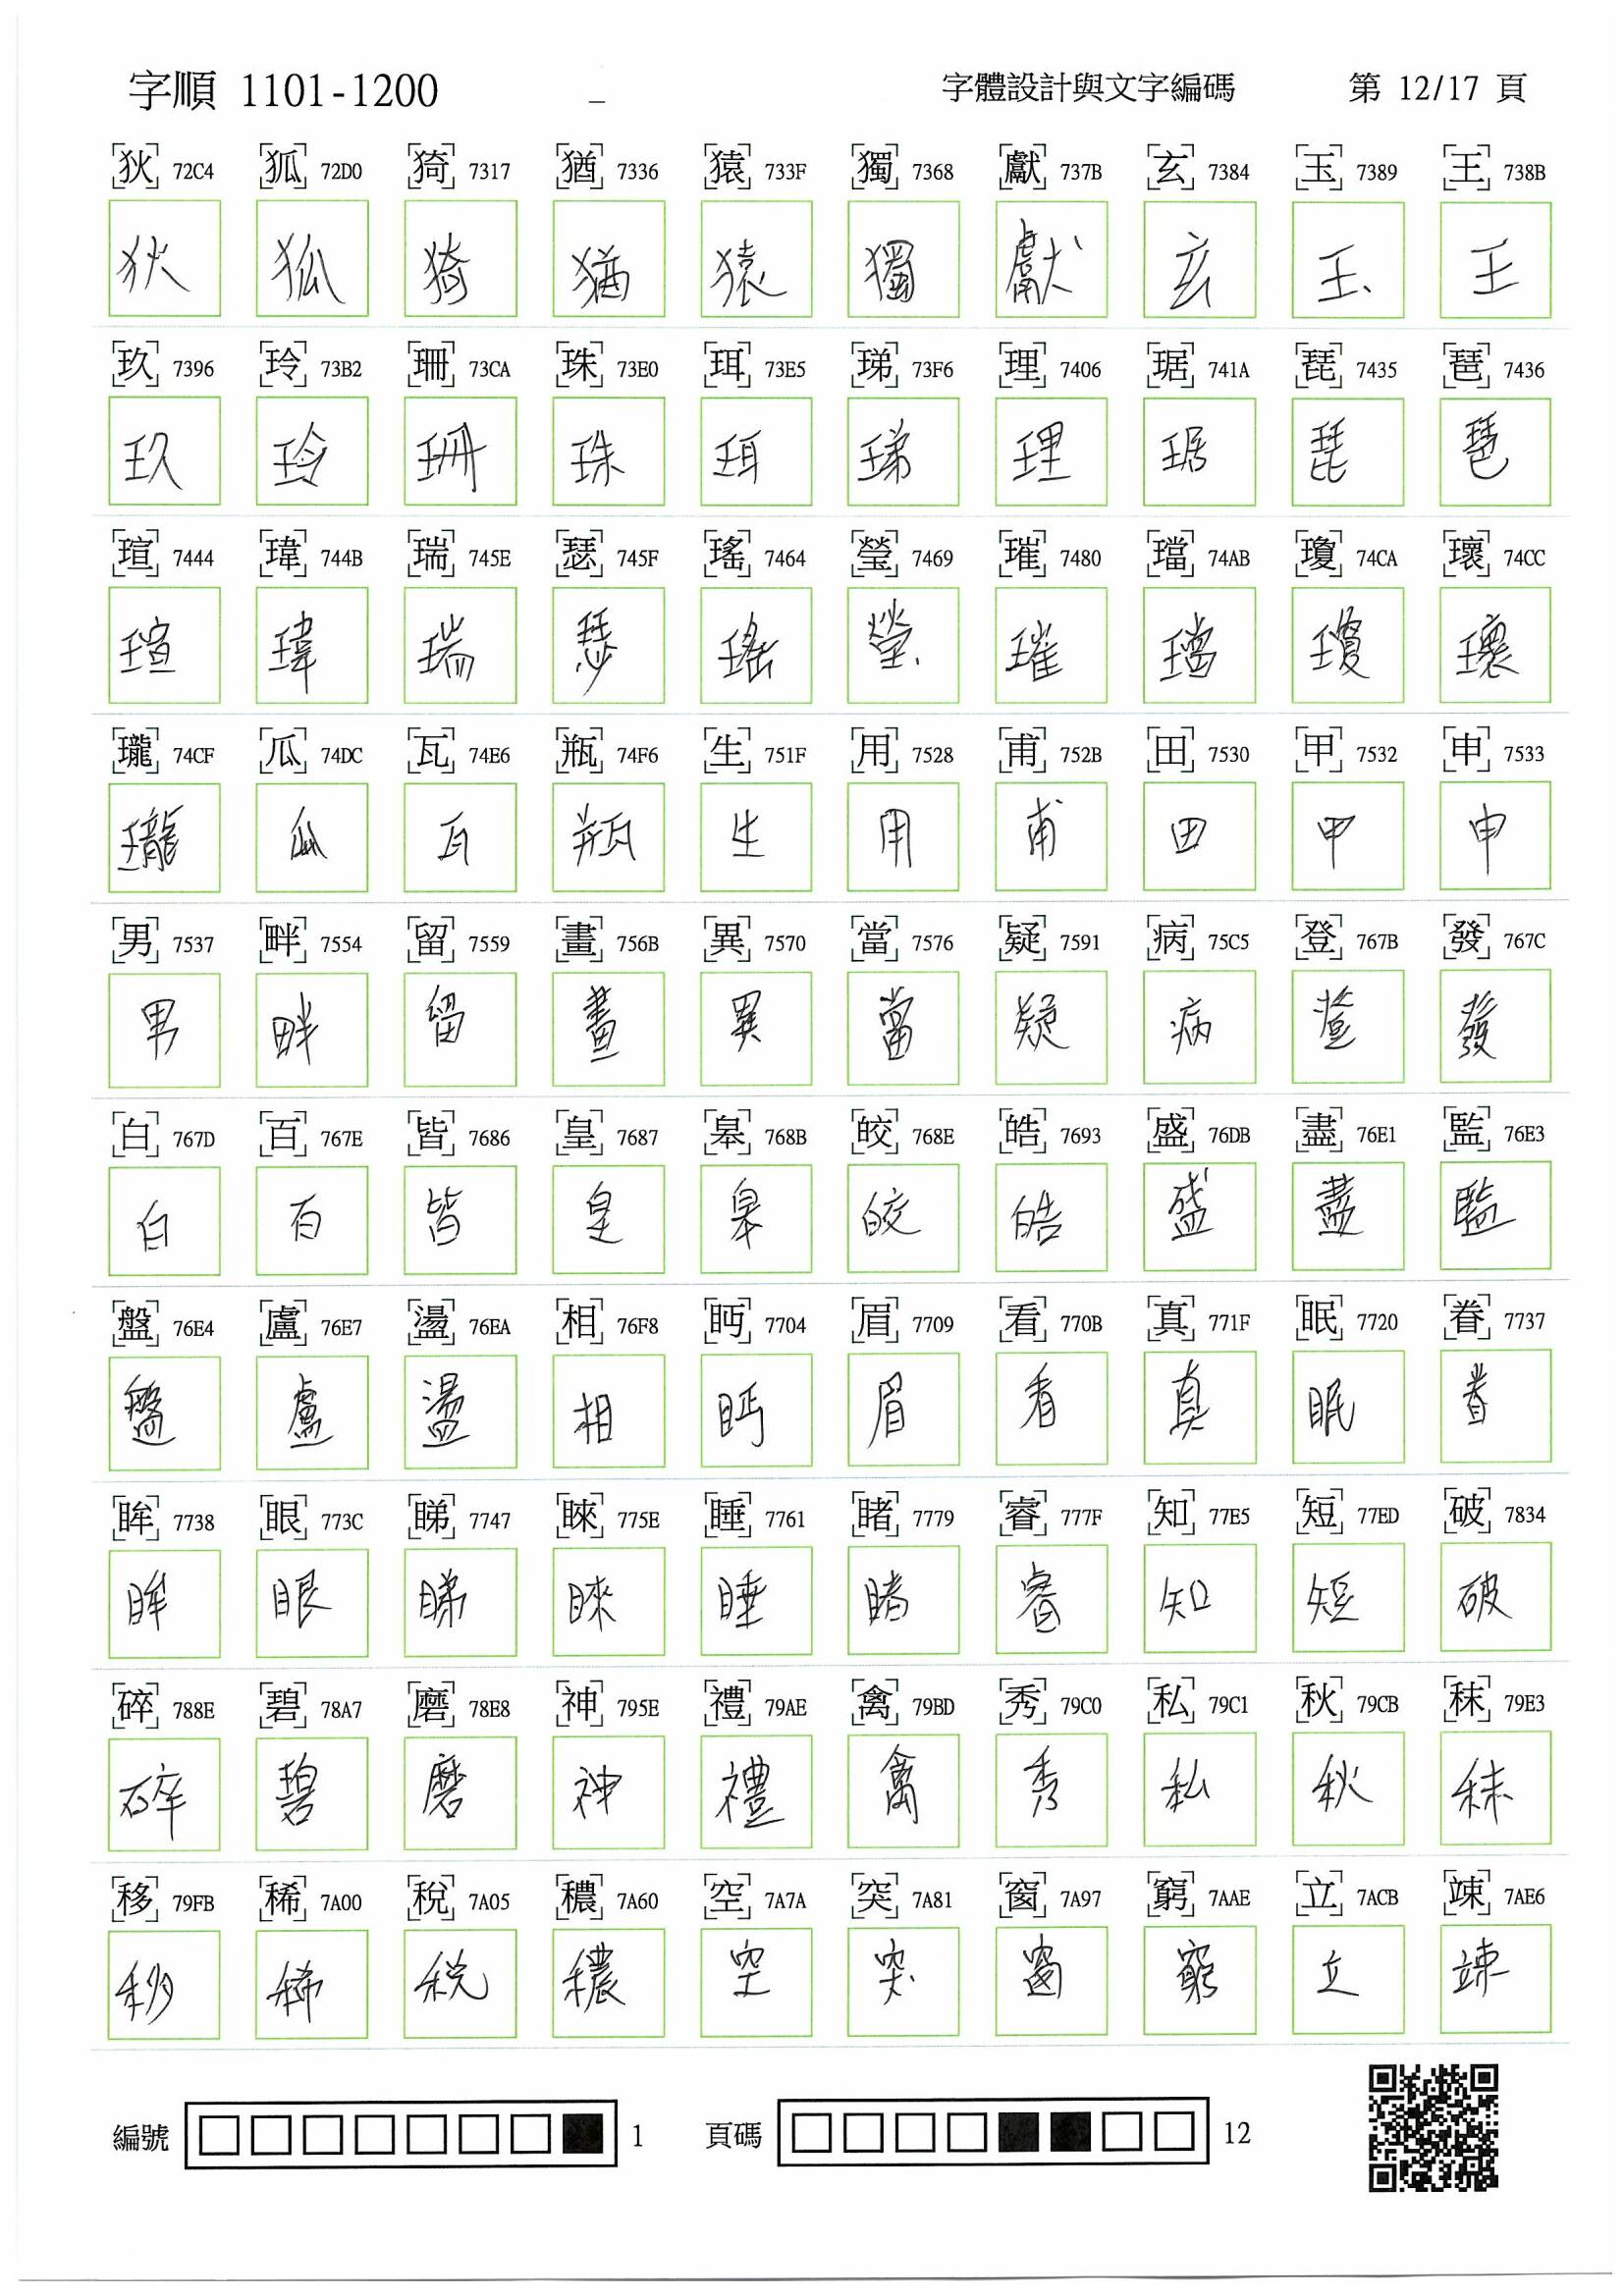 字順 1101-1200 字體設計與文字編碼 第 12/17 頁
狄 72C4 狐 72D0 猗 7317 猶 7336 猿 733F 獨 7368 獻 737B 玄 7384 玉 7389 王 738B
狄 狐 猗 猶 猿 獨 獻 玄 玉 王
玖 7396 玲 73B2 珊 73CA 珠 73E0 珥 73E5 珶 73F6 理 7406 琚 741A 琵 7435 琶 7436
玖 玲 珊 珠 珥 珶 理 琚 琵 琶
瑄 7444 瑋 744B 瑞 745E 瑟 745F 瑤 7464 瑩 7469 璀 7480 璫 74AB 瓊 74CA 瓌 74CC
瑄 瑋 瑞 瑟 瑤 瑩 璀 璫 瓊 瓌
瓏 74CF 瓜 74DC 瓦 74E6 瓶 74F6 生 751F 用 7528 甫 752B 田 7530 甲 7532 申 7533
瓏 瓜 瓦 瓶 生 用 甫 田 甲 申
男 7537 畔 7554 留 7559 畫 756B 異 7570 當 7576 疑 7591 病 75C5 登 767B 發 767C
男 畔 留 畫 異 當 疑 病 登 發
白 767D 百 767E 皆 7686 皇 7687 皋 768B 皎 768E 皓 7693 盛 76DB 盡 76E1 監 76E3
白 百 皆 皇 皋 皎 皓 盛 盡 監
盤 76E4 盧 76E7 盪 76EA 相 76F8 眄 7704 眉 7709 看 770B 真 771F 眠 7720 眷 7737
盤 盧 盪 相 眄 眉 看 真 眠 眷
眸 7738 眼 773C 睇 7747 睞 775E 睡 7761 睹 7779 睿 777F 知 77E5 短 77ED 破 7834
眸 眼 睇 睞 睡 睹 睿 知 短 破
碎 788E 碧 78A7 磨 78E8 神 795E 禮 79AE 禽 79BD 秀 79C0 私 79C1 秋 79CB 秣 79E3
碎 碧 磨 神 禮 禽 秀 私 秋 秣
移 79FB 稀 7A00 稅 7A05 穠 7A60 空 7A7A 突 7A81 窗 7A97 窮 7AAE 立 7ACB 竦 7AE6
移 稀 稅 穠 空 突 窗 窮 立 竦
編號 1 頁碼 12